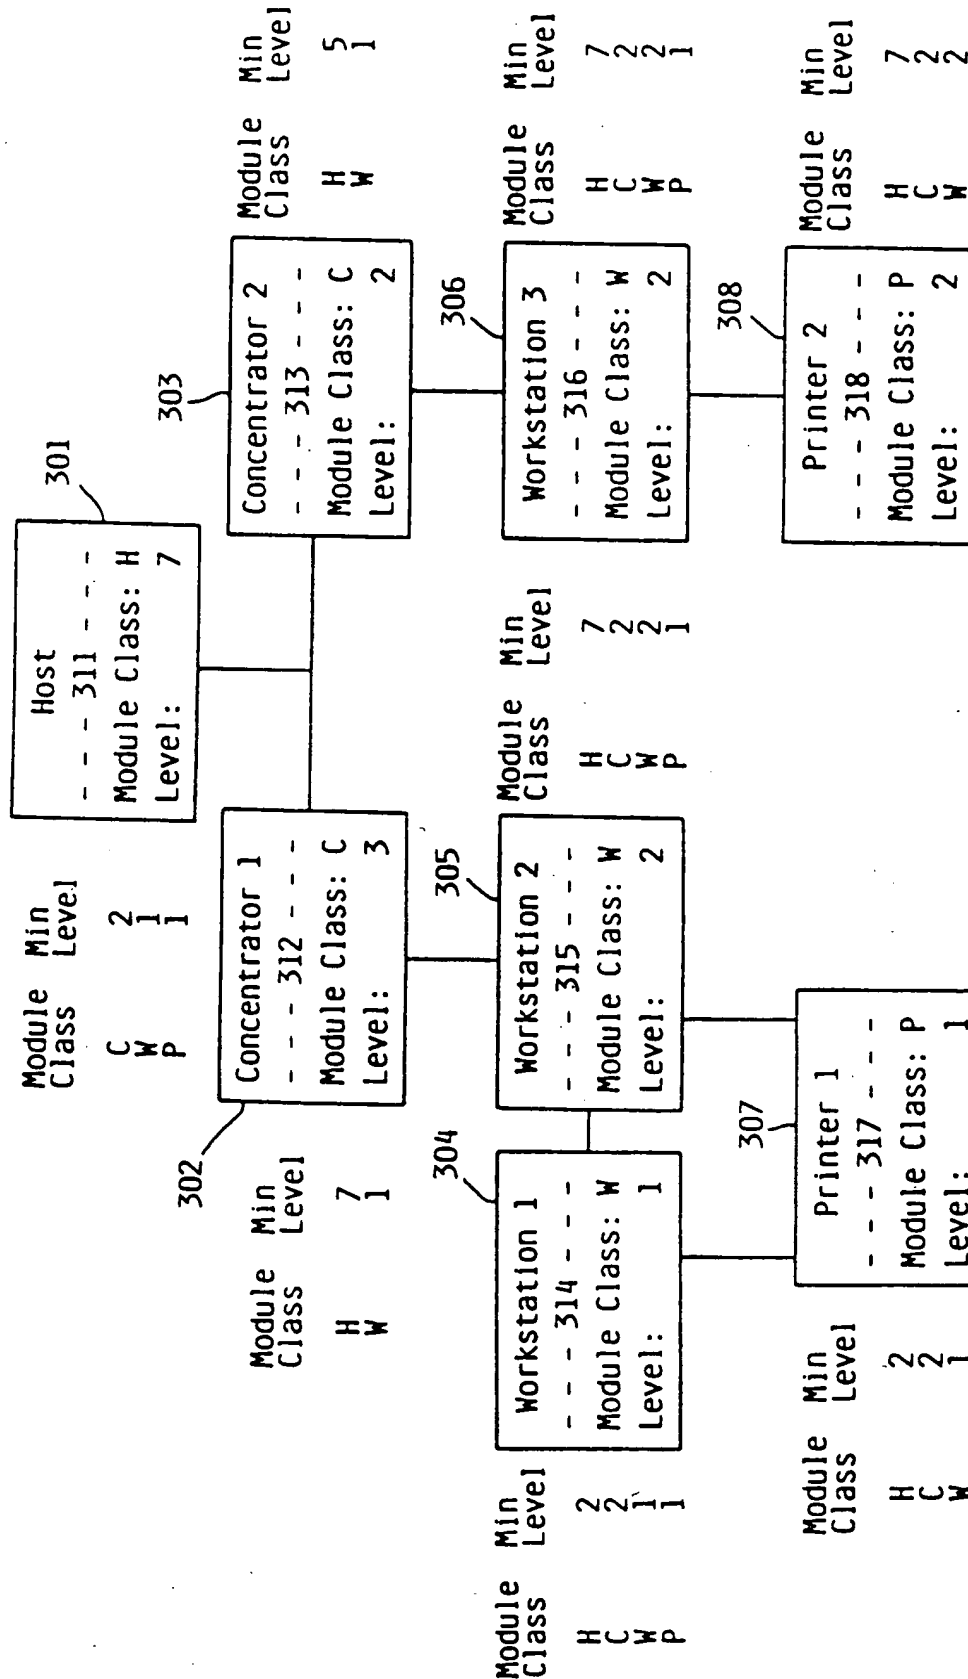 301
Host
- - - 311 - - - -
Module Class: H
Level: 7
Module Min
Class Level
C 2
W 1
P 1
302
Concentrator 1
- - - - 312 - - - -
Module Class: C
Level: 3
Module Min
Class Level
H 7
W 1
303
Concentrator 2
- - - 313 - - - -
Module Class: C
Level: 2
Module Min
Class Level
H 5
W 1
304
Workstation 1
- - - - 314 - - - -
Module Class: W
Level: 1
Module Min
Class Level
H 2
C 2
W 1
P 1
305
Workstation 2
- - - - 315 - - - -
Module Class: W
Level: 2
Module Min
Class Level
H 7
C 2
W 2
P 1
306
Workstation 3
- - - - 316 - - - -
Module Class: W
Level: 2
Module Min
Class Level
H 7
C 2
W 2
P 1
307
Printer 1
- - - - 317 - - - -
Module Class: P
Level: 1
Module Min
Class Level
H 2
C 2
W 1
308
Printer 2
- - - - 318 - - - -
Module Class: P
Level: 2
Module Min
Class Level
H 7
C 2
W 2